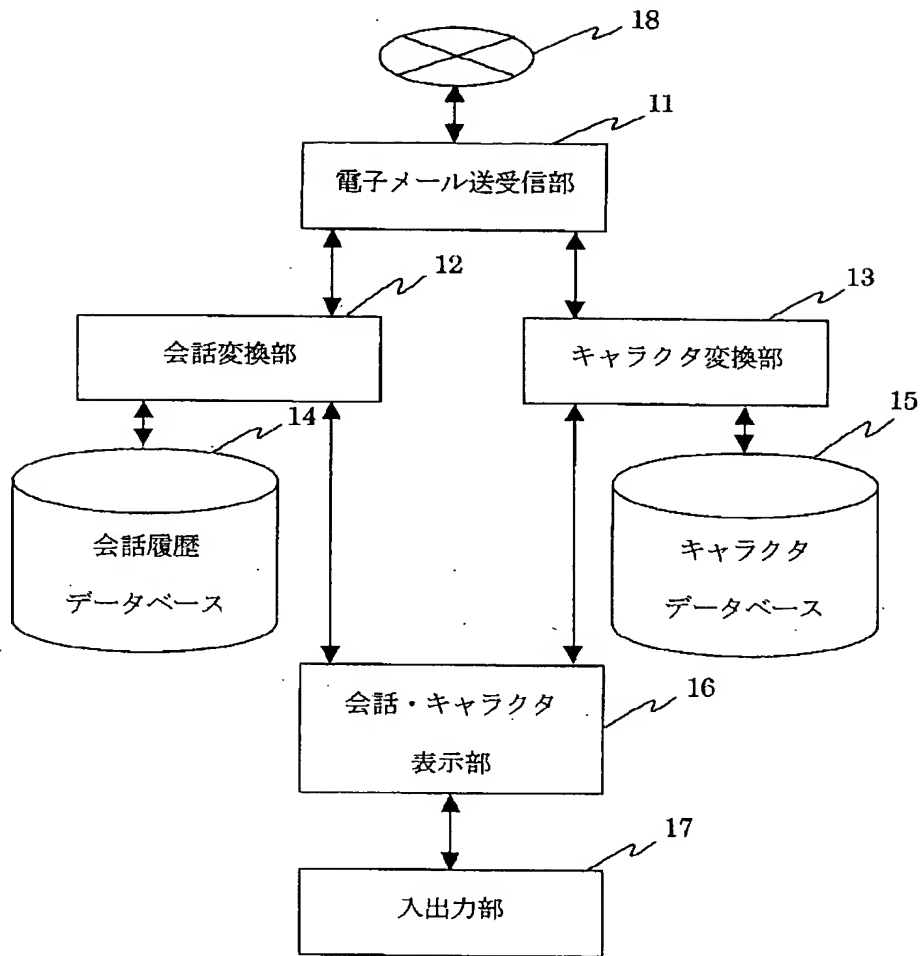 18
11
電子メール送受信部
12
13
会話変換部
キャラクタ変換部
14
15
会話履歴
データベース
キャラクタ
データベース
16
会話・キャラクタ
表示部
17
入出力部